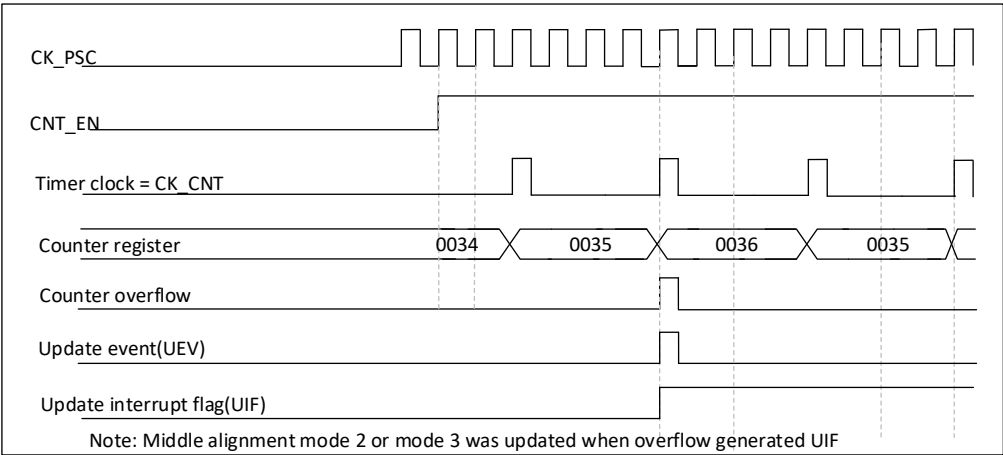 CK_PSC
CNT_EN
Timer clock = CK_CNT
Counter register 0034 0035 0036 0035
Counter overflow
Update event(UEV)
Update interrupt flag(UIF)
Note: Middle alignment mode 2 or mode 3 was updated when overflow generated UIF